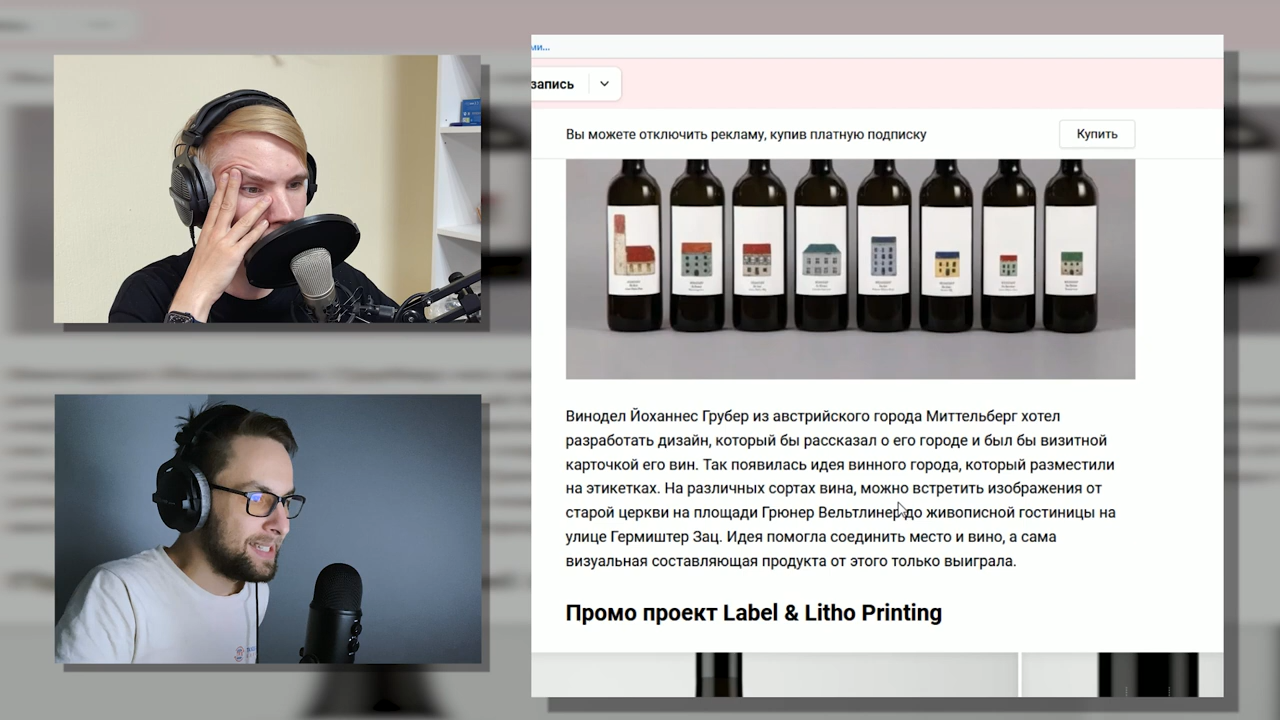 ми...
запись
Вы можете отключить рекламу, купив платную подписку
Купить
Винодел Йоханнес Грубер из австрийского города Миттельберг хотел
разработать дизайн, который бы рассказал о его городе и был бы визитной
карточкой его вин. Так появилась идея винного города, который разместили
на этикетках. На различных сортах вина, можно встретить изображения от
старой церкви на площади Грюнер Вельтлинер до живописной гостиницы на
улице Гермиштер Зац. Идея помогла соединить место и вино, а сама
визуальная составляющая продукта от этого только выиграла.
Промо проект Label & Litho Printing